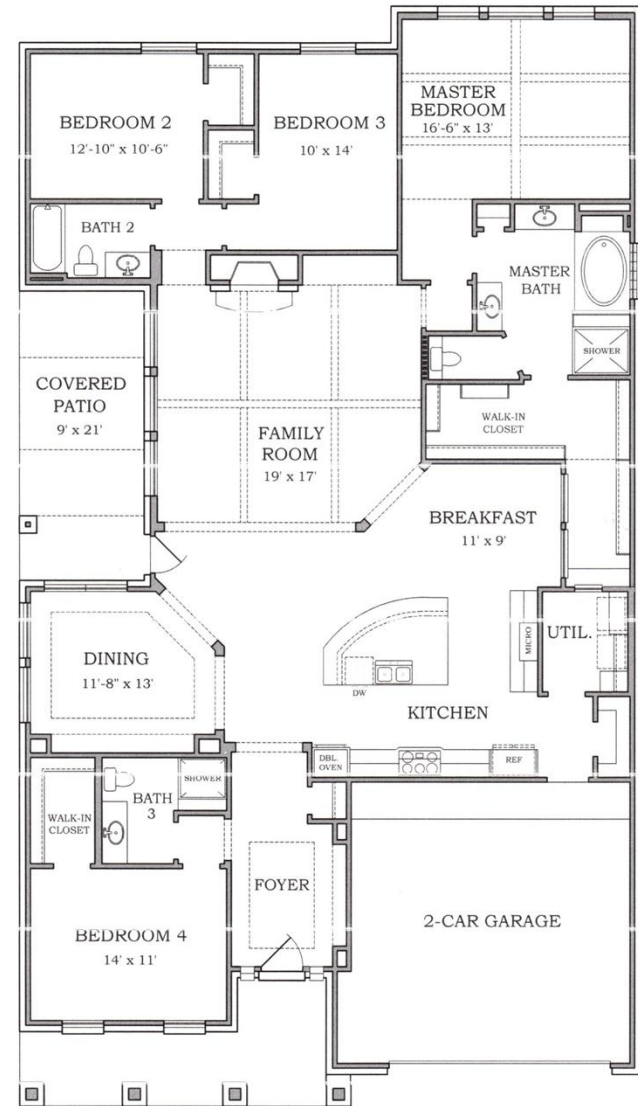 MASTER
BEDROOM
16'-6" x 13'
BEDROOM 2
12'-10" x 10'-6"
BEDROOM 3
10' x 14'
BATH 2
MASTER
BATH
SHOWER
COVERED
PATIO
9' x 21'
FAMILY
ROOM
19' x 17'
WALK-IN
CLOSET
BREAKFAST
11' x 9'
DINING
11'-8" x 13'
MICRO
UTIL.
DW
KITCHEN
DBL.
OVEN
REF
WALK-IN
CLOSET
BATH
3
SHOWER
FOYER
BEDROOM 4
14' x 11'
2-CAR GARAGE